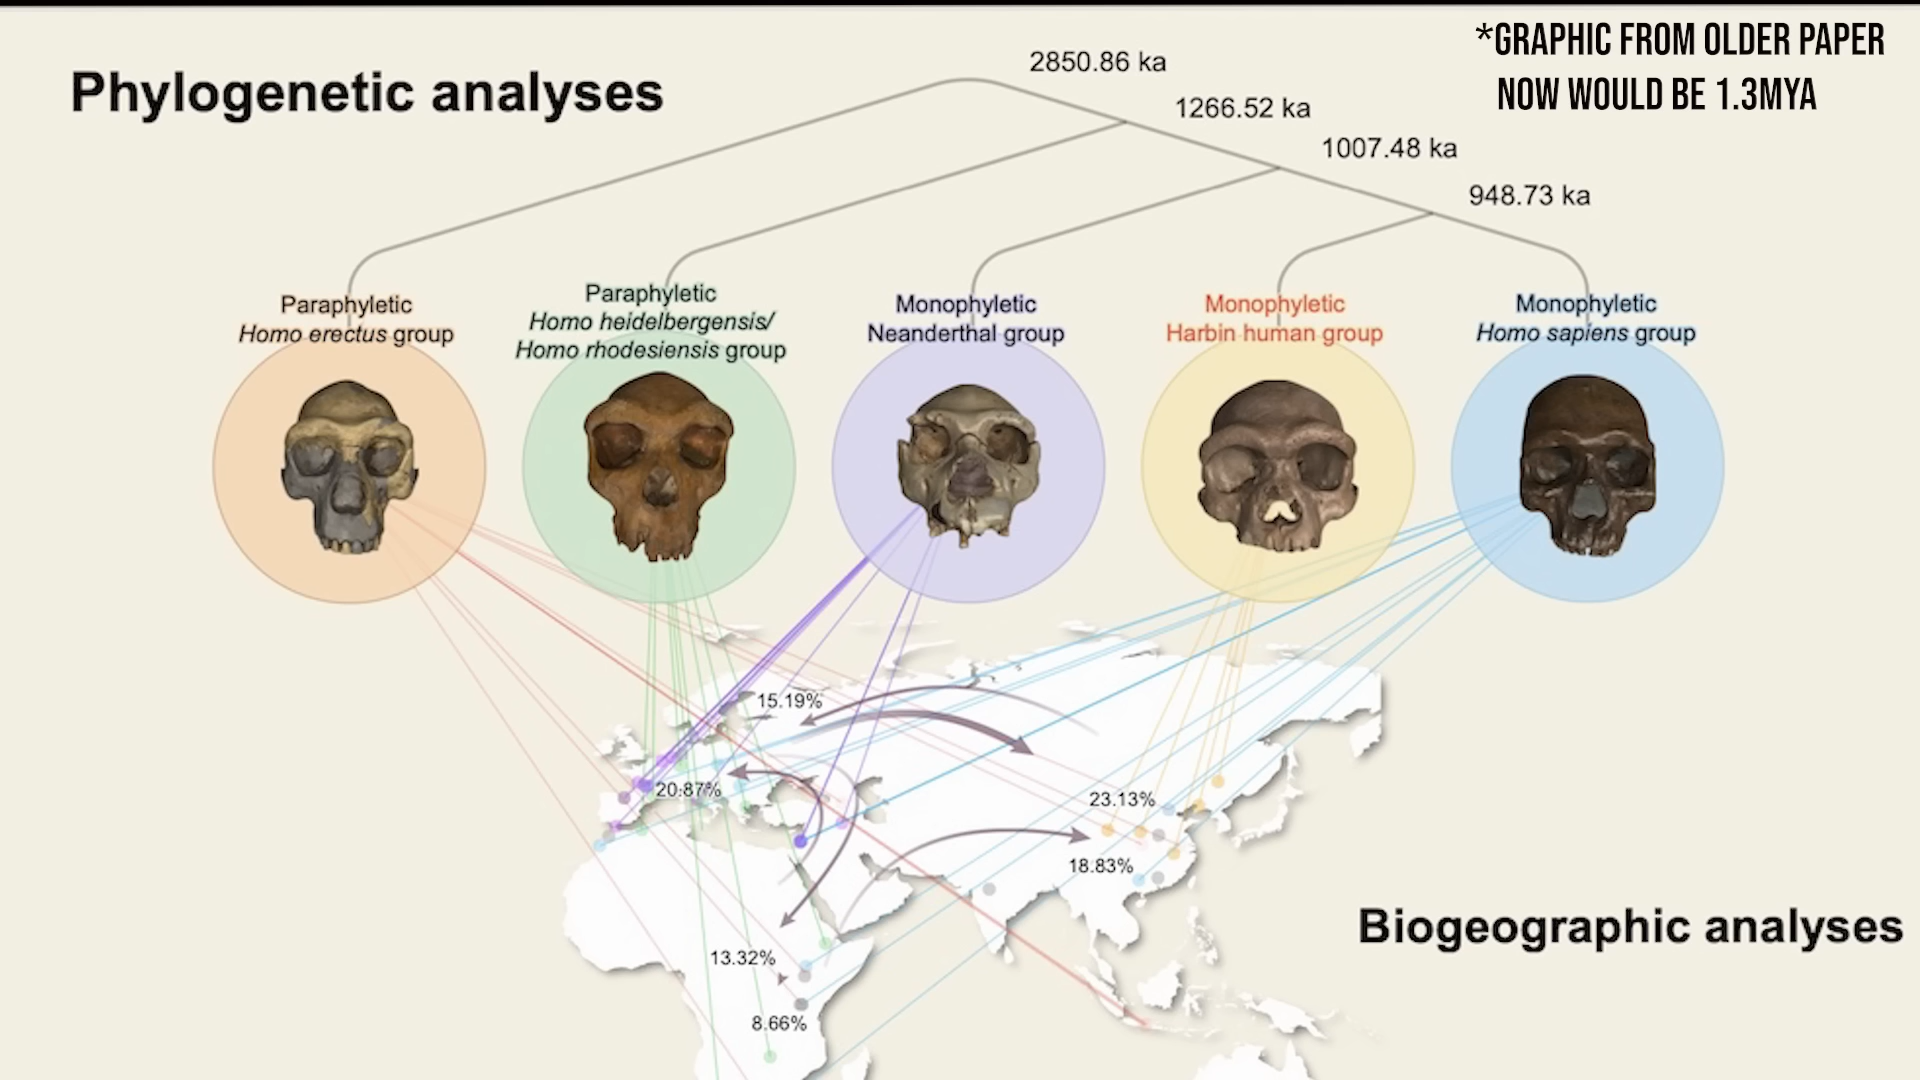 *GRAPHIC FROM OLDER PAPER
NOW WOULD BE 1.3MYA
Phylogenetic analyses
2850.86 ka
1266.52 ka
1007.48 ka
948.73 ka
Paraphyletic
Homo erectus group
Paraphyletic
Homo heidelbergensis/
Homo rhodesiensis group
Monophyletic
Neanderthal group
Monophyletic
Harbin human group
Monophyletic
Homo sapiens group
15.19%
20.87%
23.13%
18.83%
13.32%
8.66%
Biogeographic analyses